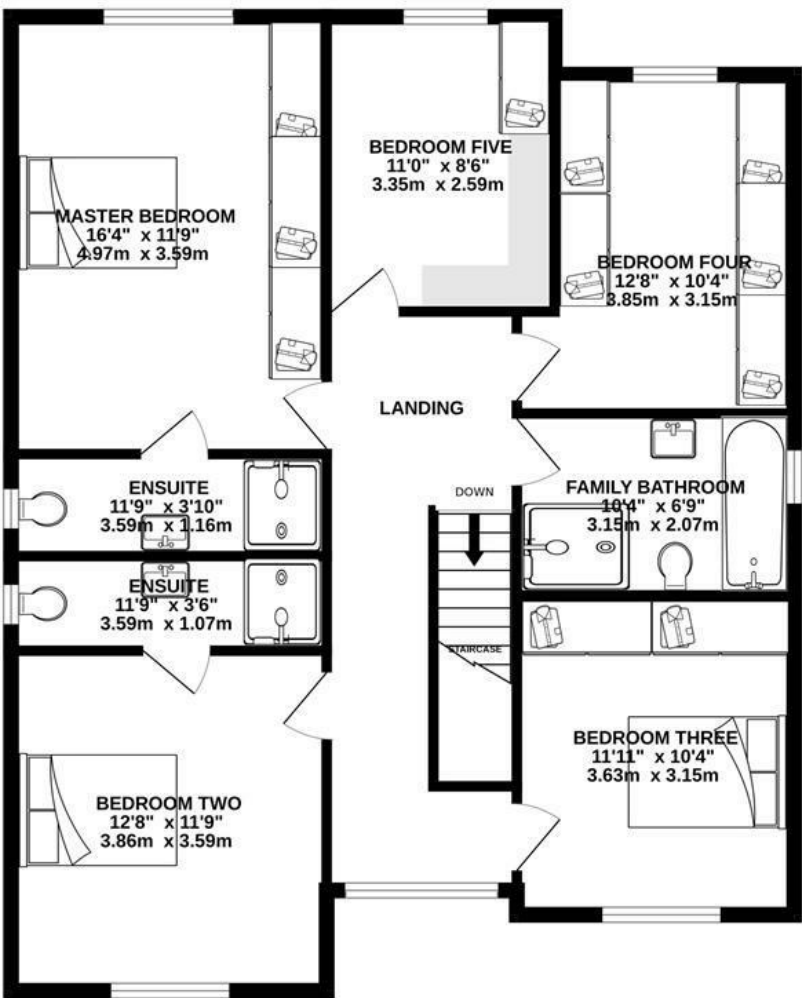 MASTER BEDROOM
16'4" x 11'9"
4.97m x 3.59m
BEDROOM FIVE
11'0" x 8'6"
3.35m x 2.59m
BEDROOM FOUR
12'8" x 10'4"
3.85m x 3.15m
LANDING
DOWN
STAIRCASE
ENSUITE
11'9" x 3'10"
3.59m x 1.16m
FAMILY BATHROOM
10'4" x 6'9"
3.15m x 2.07m
ENSUITE
11'9" x 3'6"
3.59m x 1.07m
BEDROOM TWO
12'8" x 11'9"
3.86m x 3.59m
BEDROOM THREE
11'11" x 10'4"
3.63m x 3.15m